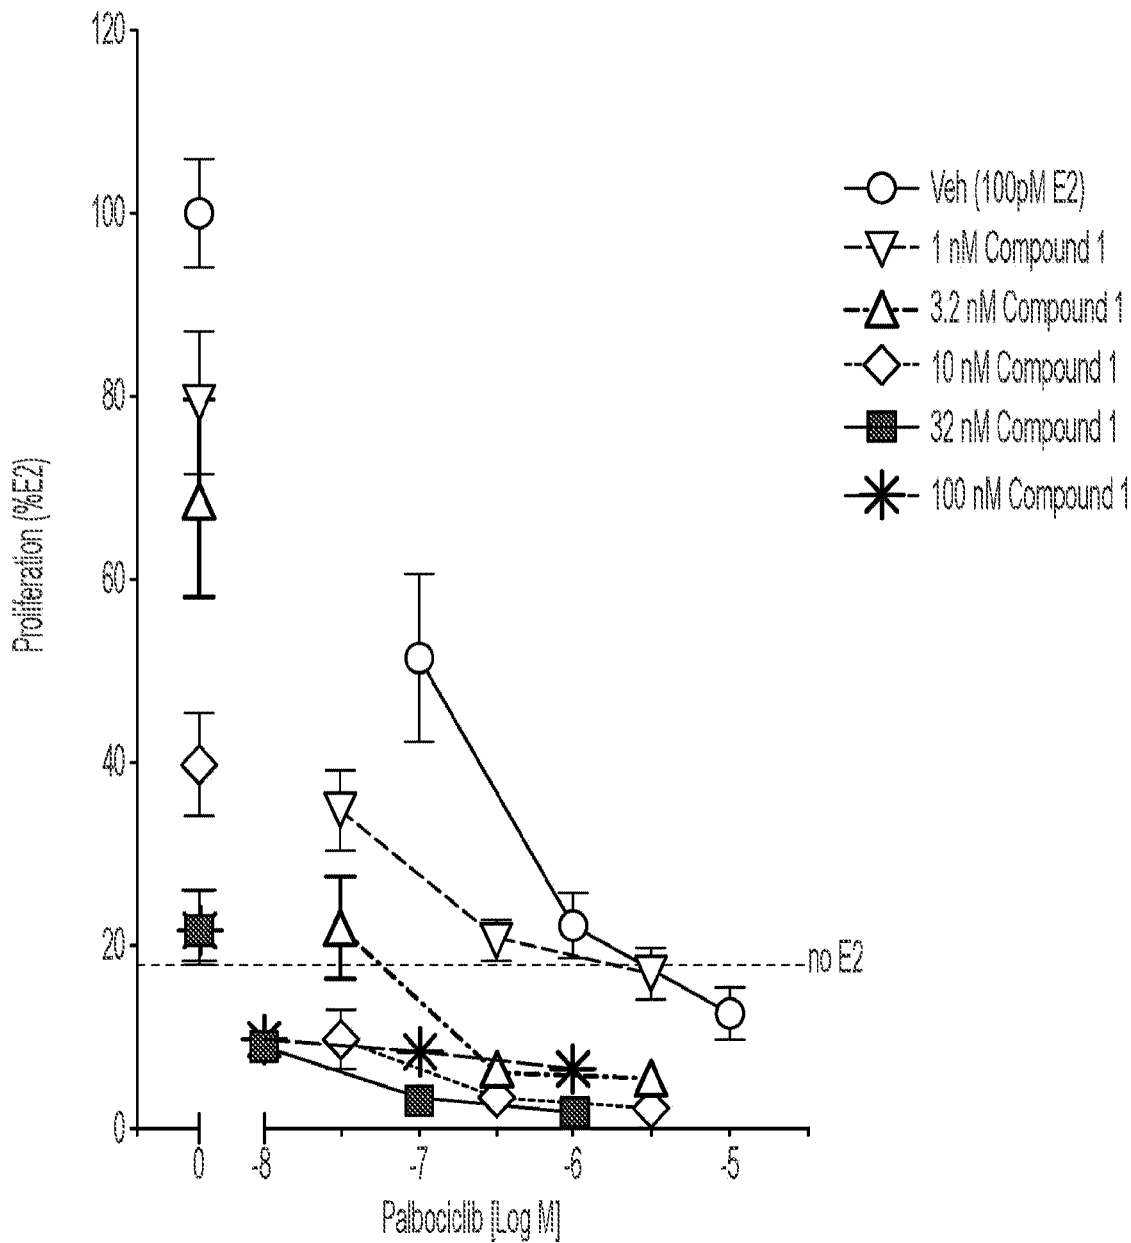 120
100
80
60
40
20
0
Proliferation (%E2)
Veh (100pM E2)
1 nM Compound 1
3.2 nM Compound 1
10 nM Compound 1
32 nM Compound 1
100 nM Compound 1
no E2
0 -8 -7 -6 -5
Palbociclib [Log M]